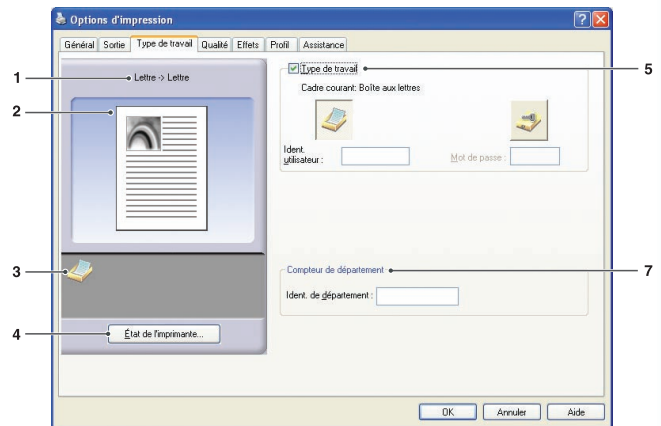 Options d'impression
Général Sortie Type de travail Qualité Effets Profil Assistance
1
Lettre -> Lettre
2
3
4
État de l'imprimante...
Type de travail
5
Cadre courant: Boîte aux lettres
Ident.
utilisateur :
Mot de passe :
Compteur de département
7
Ident. de département :
OK Annuler Aide